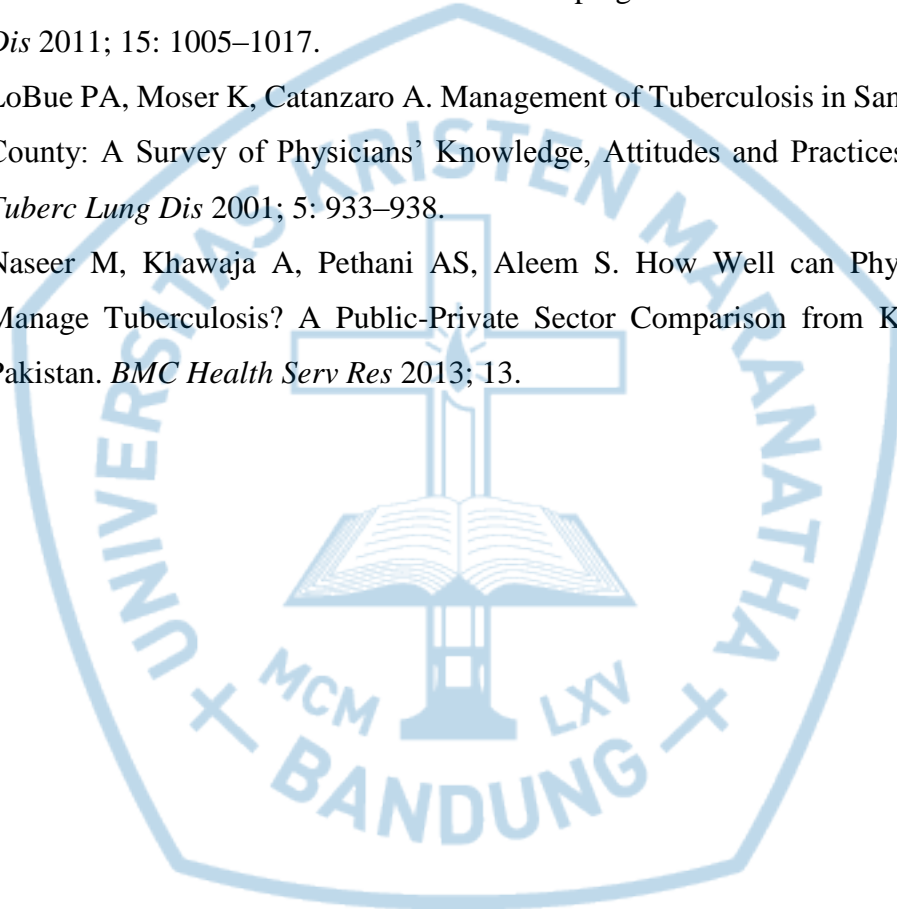 Dis 2011; 15: 1005–1017.
LoBue PA, Moser K, Catanzaro A. Management of Tuberculosis in San
County: A Survey of Physicians’ Knowledge, Attitudes and Practices
Tuberc Lung Dis 2001; 5: 933–938.
Naseer M, Khawaja A, Pethani AS, Aleem S. How Well can Phy
Manage Tuberculosis? A Public-Private Sector Comparison from K
Pakistan. BMC Health Serv Res 2013; 13.
UNIVERSITAS KRISTEN MARANATHA
MCM LXV
BANDUNG